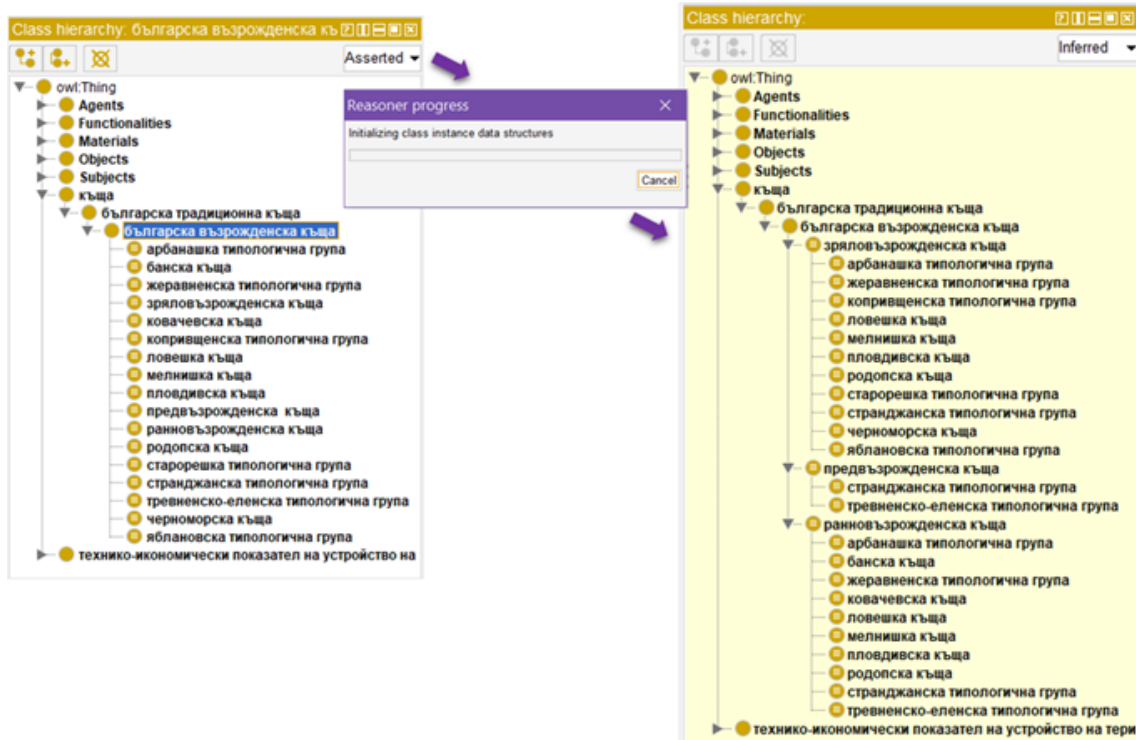 Class hierarchy: българска възрожденска къ
Asserted
owl:Thing
Agents
Functionalities
Materials
Objects
Subjects
къща
българска традиционна къща
българска възрожденска къща
арбанашка типологична група
банска къща
жеравненска типологична група
зряловъзрожденска къща
ковачевска къща
копривщенска типологична група
ловешка къща
мелнишка къща
пловдивска къща
предвъзрожденска къща
ранновъзрожденска къща
родопска къща
старорешка типологична група
странджанска типологична група
тревненско-еленска типологична група
черноморска къща
яблановска типологична група
технико-икономически показател на устройство на
Reasoner progress
Initializing class instance data structures
Cancel
Class hierarchy:
Inferred
owl:Thing
Agents
Functionalities
Materials
Objects
Subjects
къща
българска традиционна къща
българска възрожденска къща
зряловъзрожденска къща
арбанашка типологична група
жеравненска типологична група
копривщенска типологична група
ловешка къща
мелнишка къща
пловдивска къща
родопска къща
старорешка типологична група
странджанска типологична група
черноморска къща
яблановска типологична група
предвъзрожденска къща
странджанска типологична група
тревненско-еленска типологична група
ранновъзрожденска къща
арбанашка типологична група
банска къща
жеравненска типологична група
ковачевска къща
ловешка къща
мелнишка къща
пловдивска къща
родопска къща
странджанска типологична група
тревненско-еленска типологична група
технико-икономически показател на устройство на тери